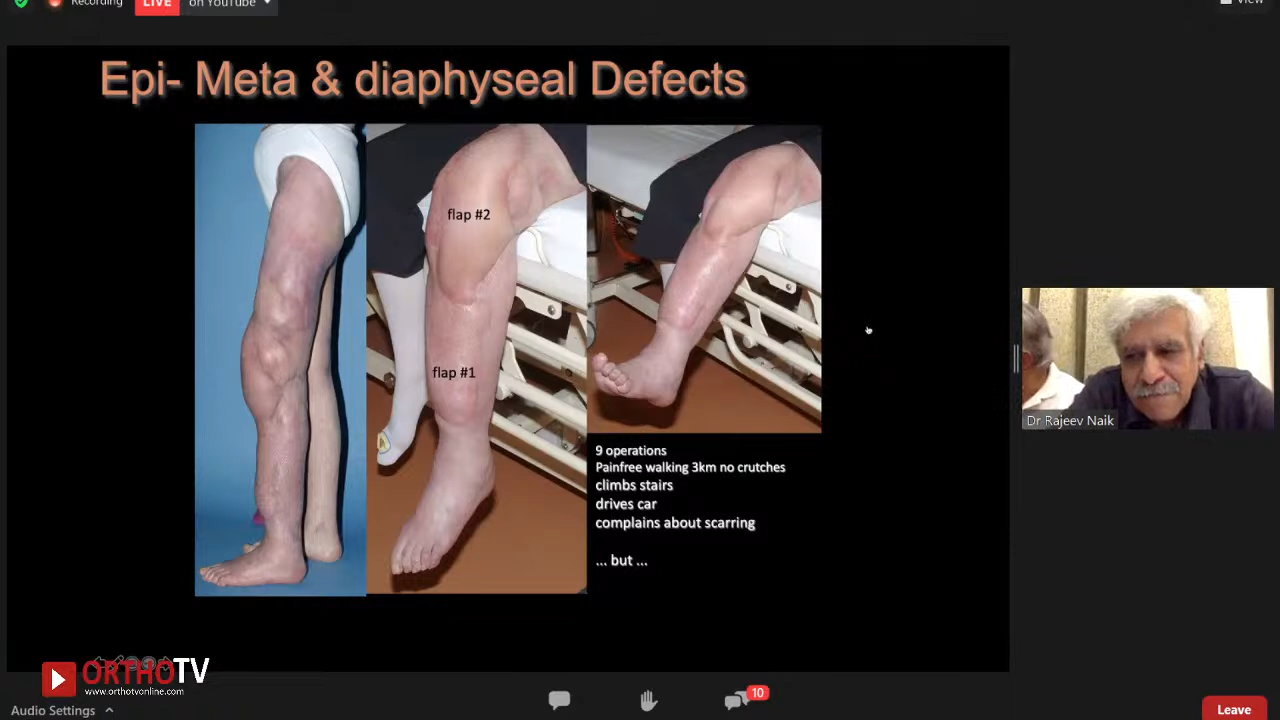 Recording
LIVE
on YouTube
View
Epi- Meta & diaphyseal Defects
flap #2
flap #1
9 operations
Painfree walking 3km no crutches
climbs stairs
drives car
complains about scarring
... but ...
Dr Rajeev Naik
ORTHOTV
www.orthotvonline.com
10
Audio Settings
Leave